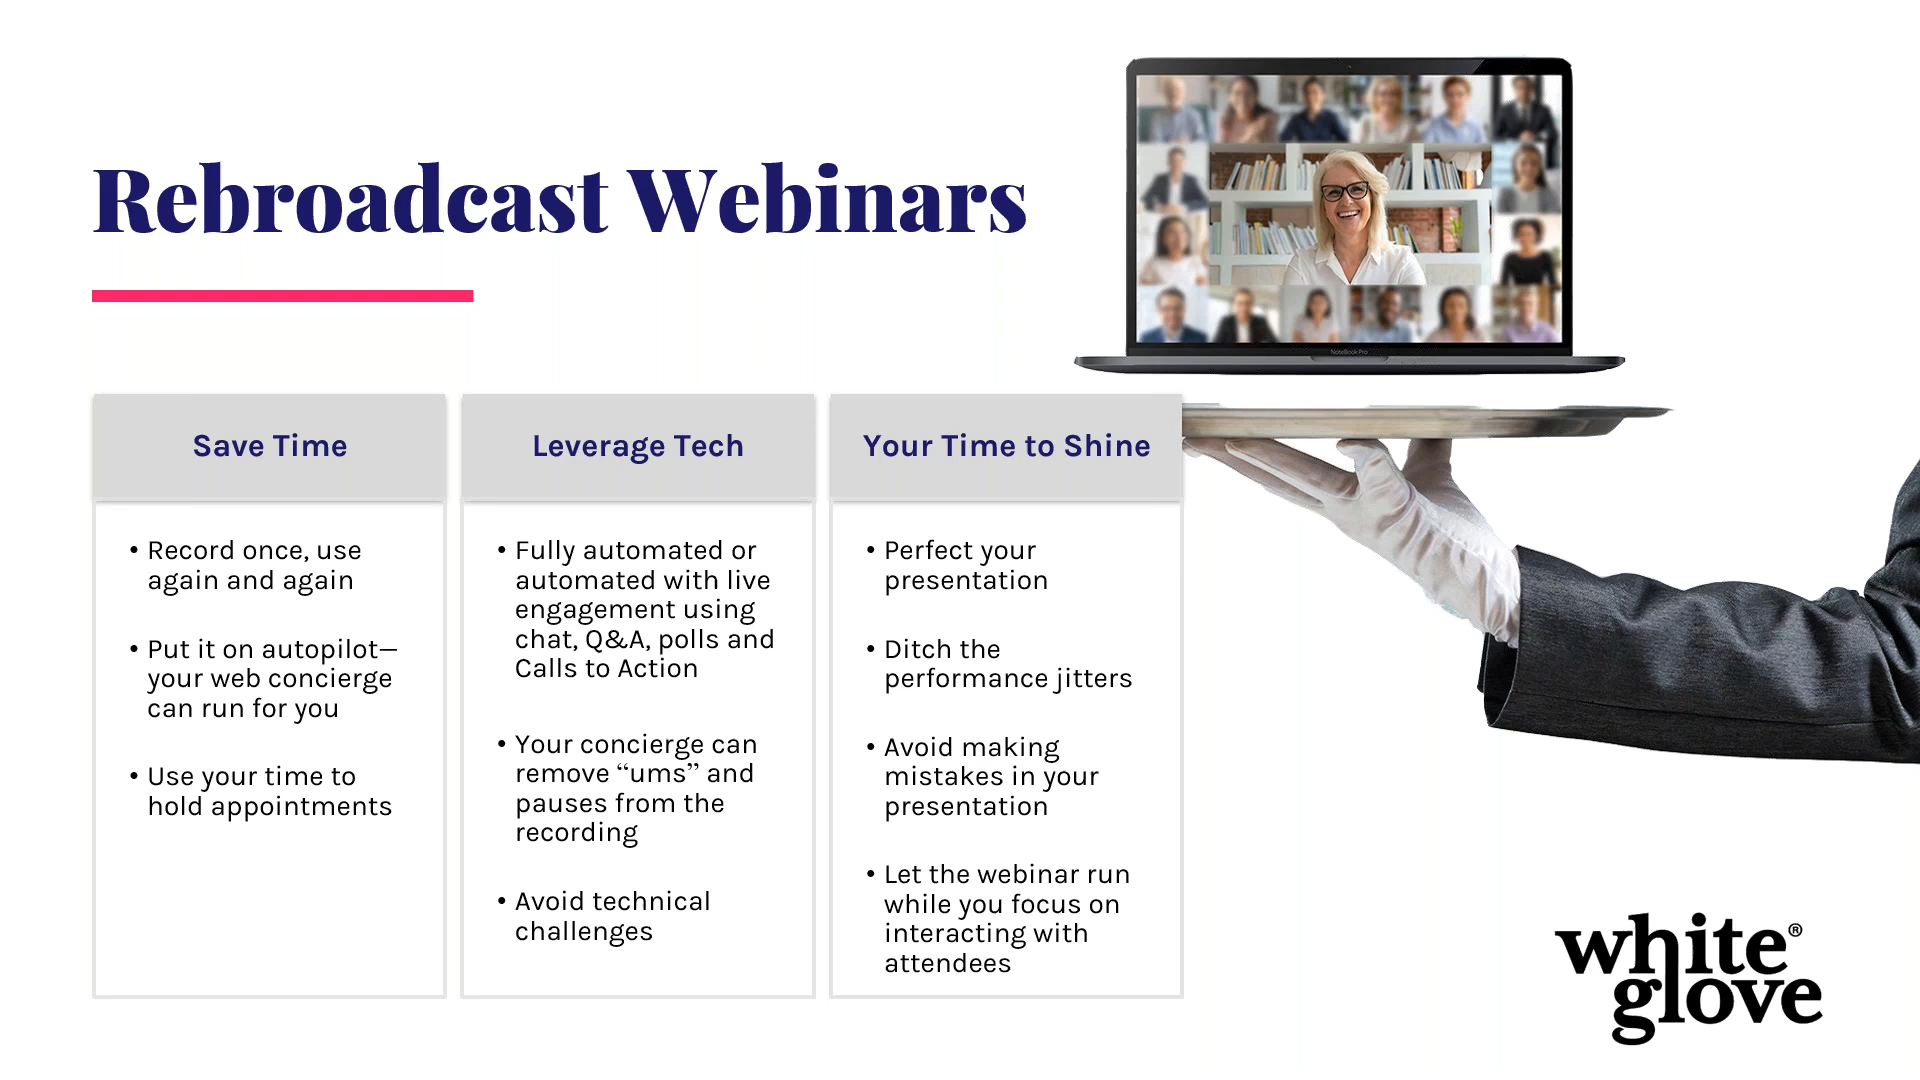 Rebroadcast Webinars
NoteBook Pro
Save Time
• Record once, use
again and again
• Put it on autopilot—
your web concierge
can run for you
• Use your time to
hold appointments
Leverage Tech
• Fully automated or
automated with live
engagement using
chat, Q&A, polls and
Calls to Action
• Your concierge can
remove “ums” and
pauses from the
recording
• Avoid technical
challenges
Your Time to Shine
• Perfect your
presentation
• Ditch the
performance jitters
• Avoid making
mistakes in your
presentation
• Let the webinar run
while you focus on
interacting with
attendees
white®
glove